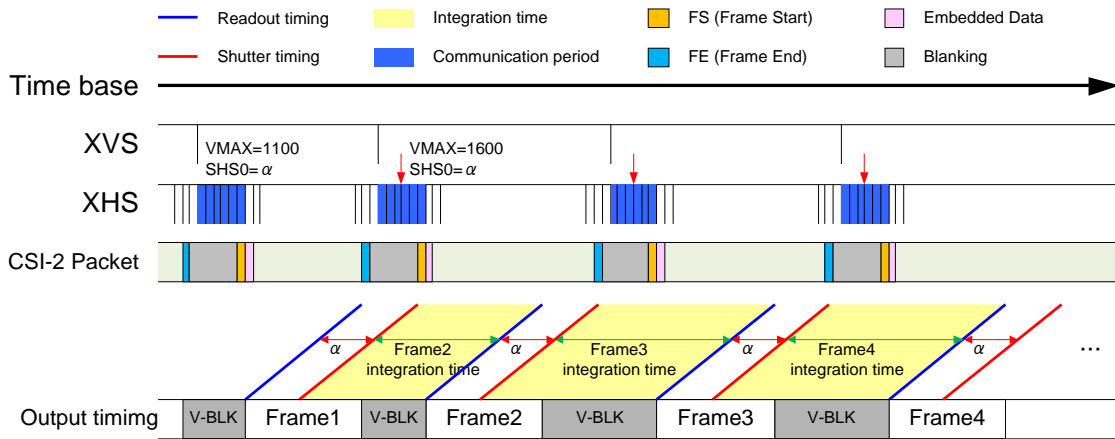 Readout timing
Integration time
FS (Frame Start)
Embedded Data
Shutter timing
Communication period
FE (Frame End)
Blanking
Time base
XVS
VMAX=1100
SHS0= α
VMAX=1600
SHS0= α
XHS
CSI-2 Packet
α
Frame2
integration time
α
Frame3
integration time
α
Frame4
integration time
α
...
Output timimg
V-BLK
Frame1
V-BLK
Frame2
V-BLK
Frame3
V-BLK
Frame4